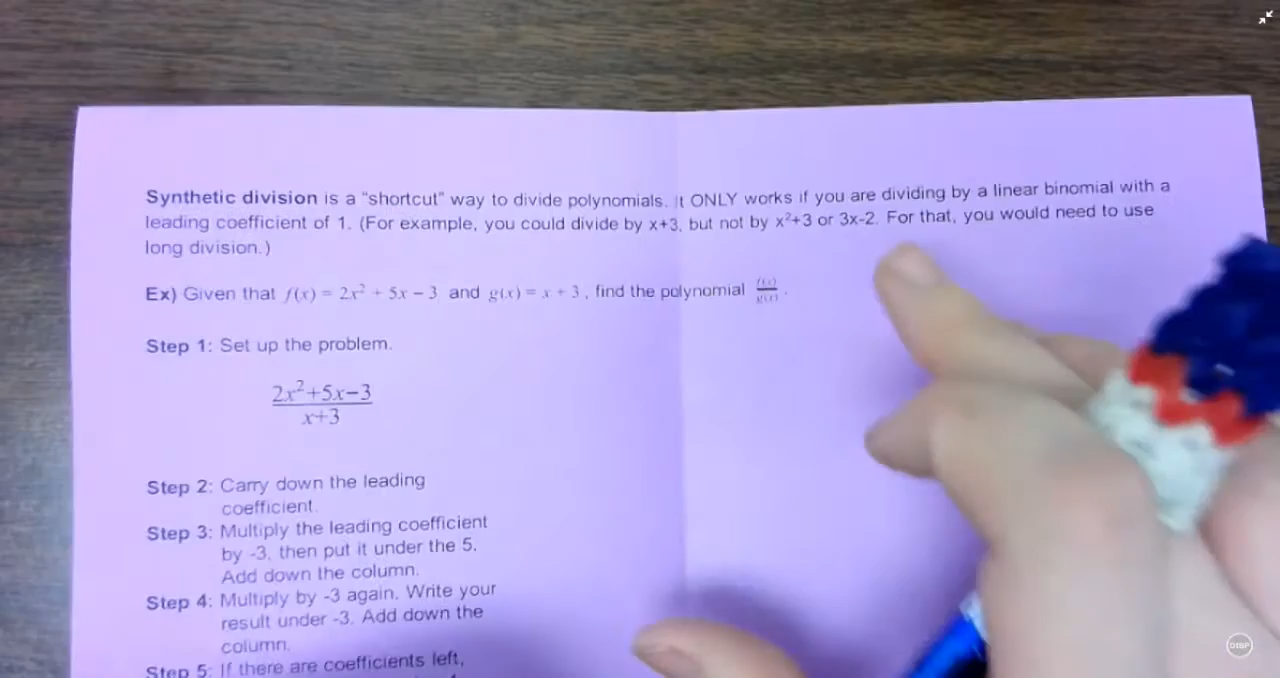 Synthetic division is a "shortcut" way to divide polynomials. It ONLY works if you are dividing by a linear binomial with a
leading coefficient of 1. (For example, you could divide by x+3, but not by x²+3 or 3x-2. For that, you would need to use
long division.)
Ex) Given that f(x) = 2x² + 5x − 3 and g(x) = x + 3, find the polynomial f(x)/g(x).
Step 1: Set up the problem.
2x²+5x−3
x+3
Step 2: Carry down the leading
coefficient.
Step 3: Multiply the leading coefficient
by -3, then put it under the 5.
Add down the column.
Step 4: Multiply by -3 again. Write your
result under -3. Add down the
column.
Step 5: If there are coefficients left,